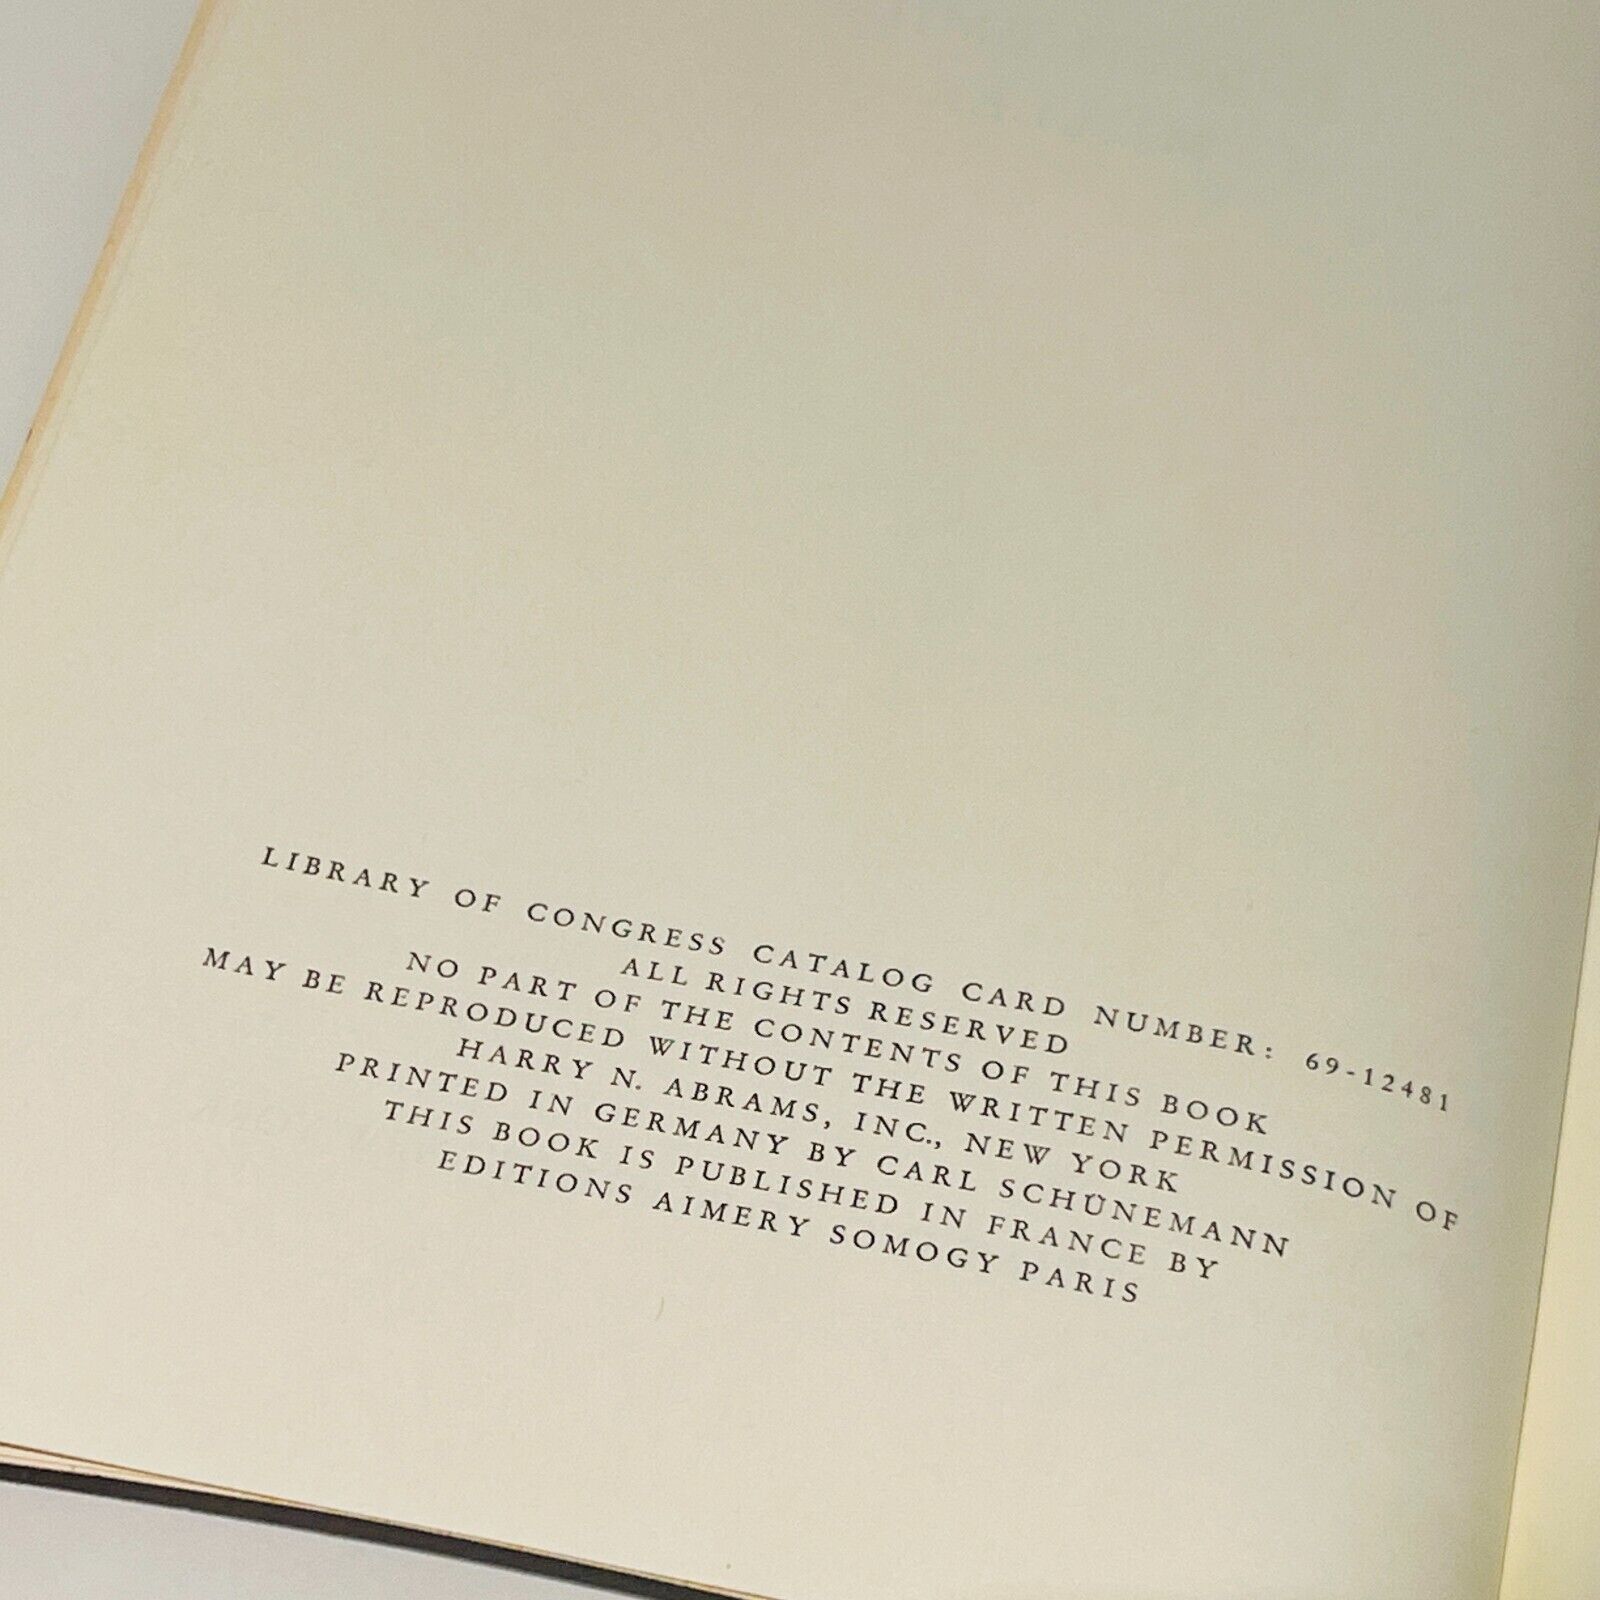 LIBRARY OF CONGRESS CATALOG CARD NUMBER: 69-12481
ALL RIGHTS RESERVED
NO PART OF THE CONTENTS OF THIS BOOK
MAY BE REPRODUCED WITHOUT THE WRITTEN PERMISSION OF
HARRY N. ABRAMS, INC., NEW YORK
PRINTED IN GERMANY BY CARL SCHÜNEMANN
THIS BOOK IS PUBLISHED IN FRANCE BY
EDITIONS AIMERY SOMOGY PARIS